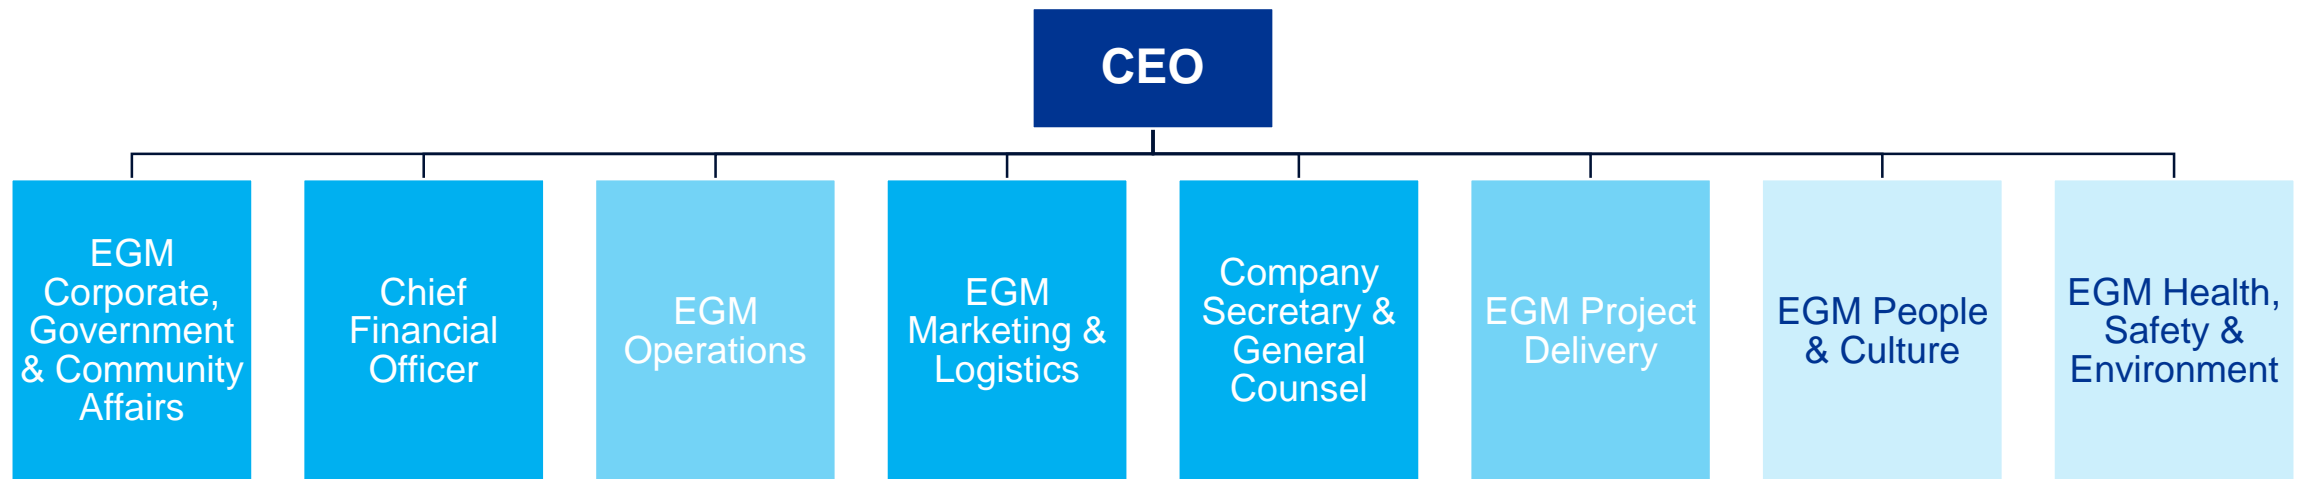 CEO
EGM
Corporate,
Government
& Community
Affairs
Chief
Financial
Officer
EGM
Operations
EGM
Marketing &
Logistics
Company
Secretary &
General
Counsel
EGM Project
Delivery
EGM People
& Culture
EGM Health,
Safety &
Environment